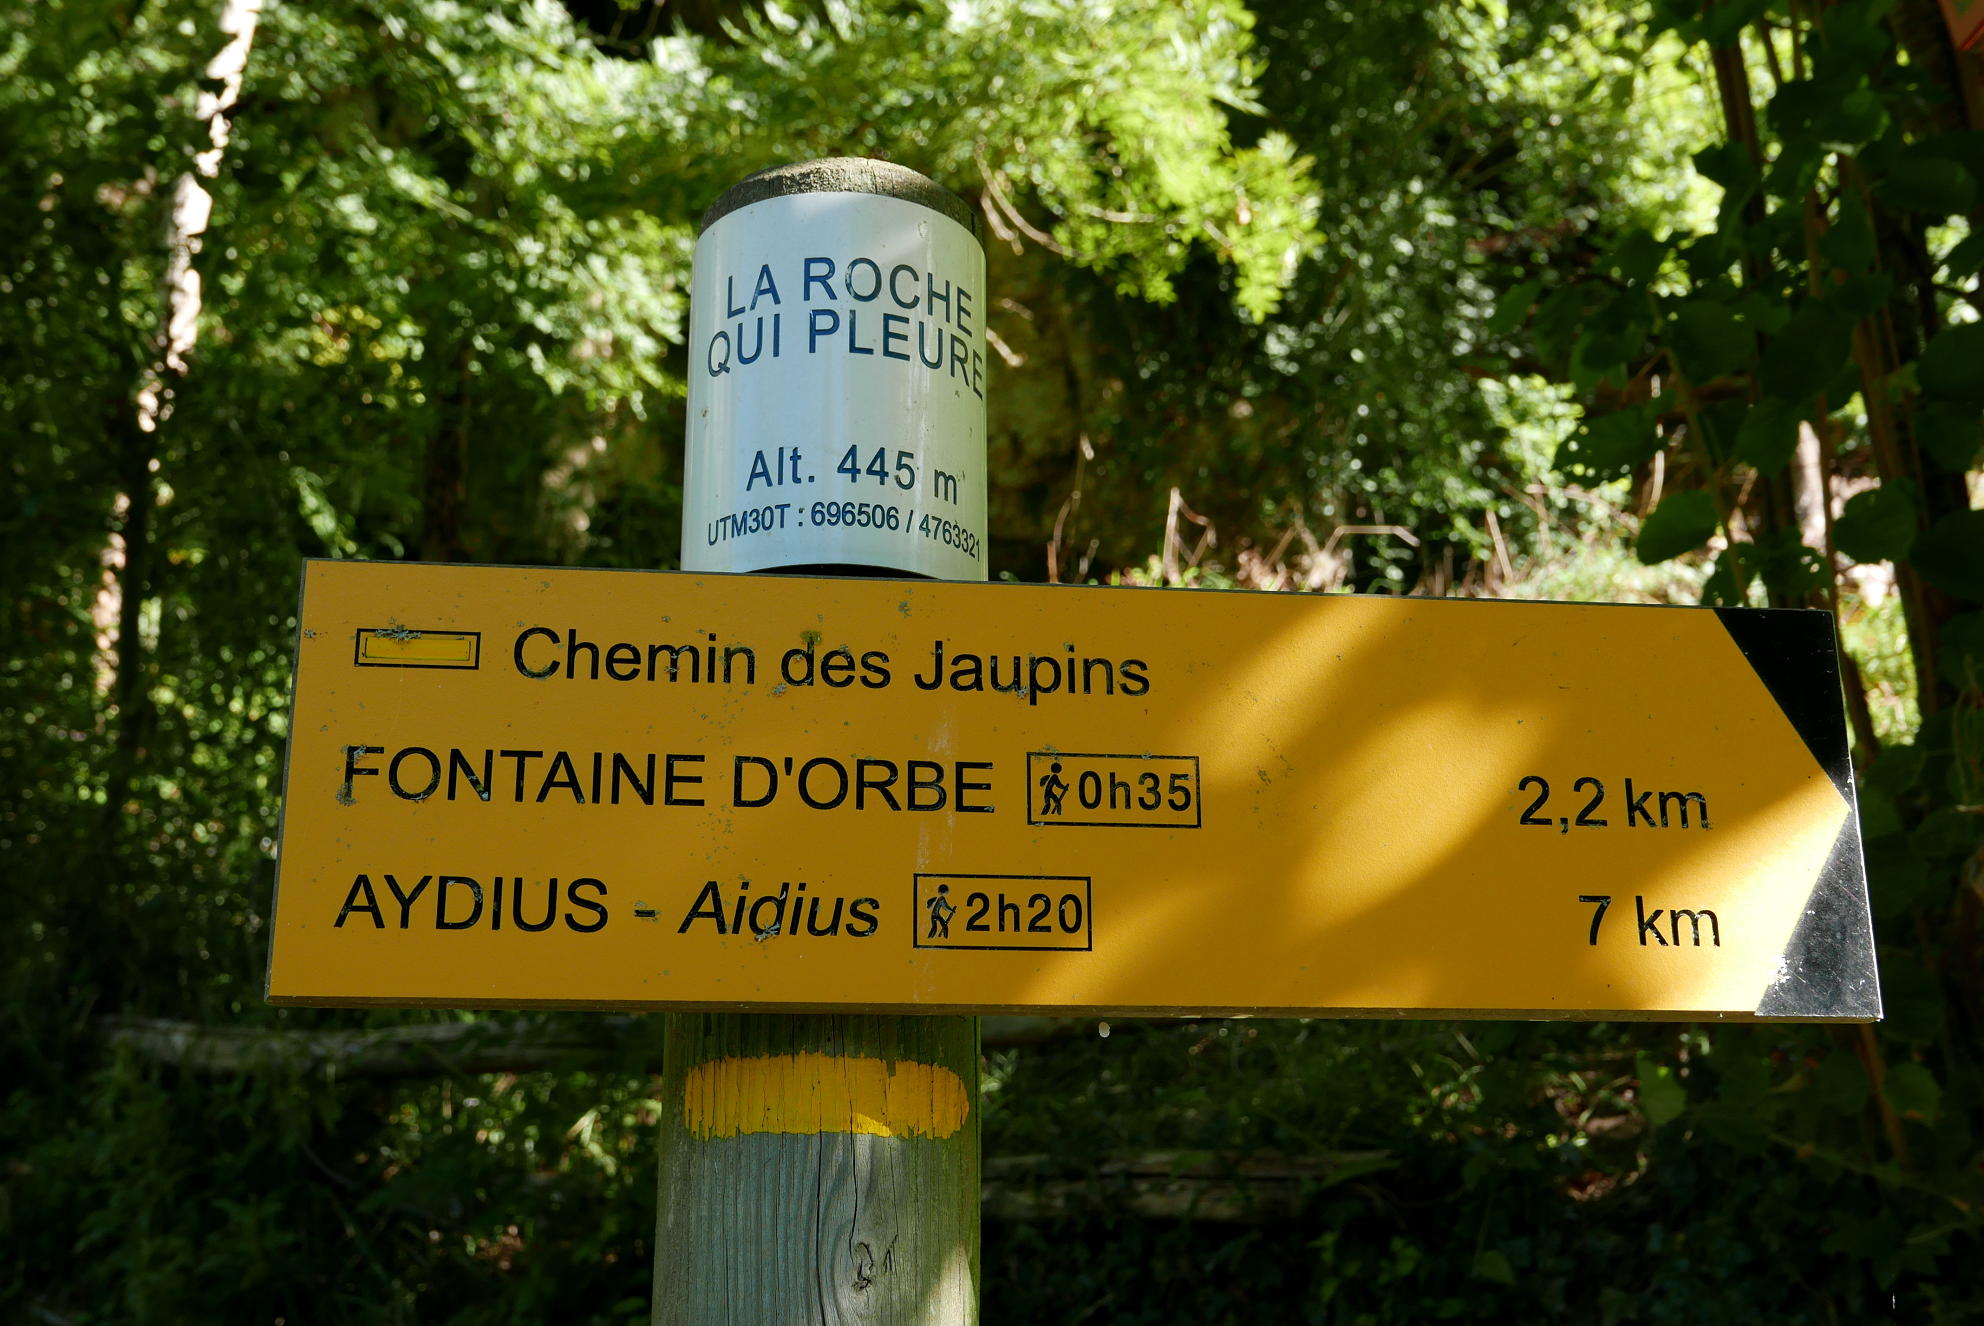 LA ROCHE
QUI PLEURE
Alt. 445 m
UTM30T : 696506 / 4763321
Chemin des Jaupins
FONTAINE D'ORBE 0h35 2,2 km
AYDIUS - Aidius 2h20 7 km